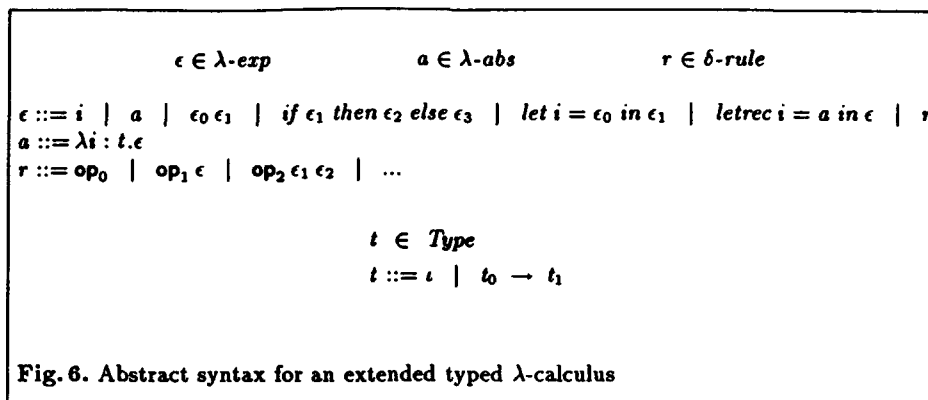 ϵ ∈ λ-exp a ∈ λ-abs r ∈ δ-rule
ϵ ::= i | a | ϵ₀ ϵ₁ | if ϵ₁ then ϵ₂ else ϵ₃ | let i = ϵ₀ in ϵ₁ | letrec i = a in ϵ | r
a ::= λi : t.ϵ
r ::= op₀ | op₁ ϵ | op₂ ϵ₁ ϵ₂ | ...
t ∈ Type
t ::= ι | t₀ → t₁
Fig. 6. Abstract syntax for an extended typed λ-calculus